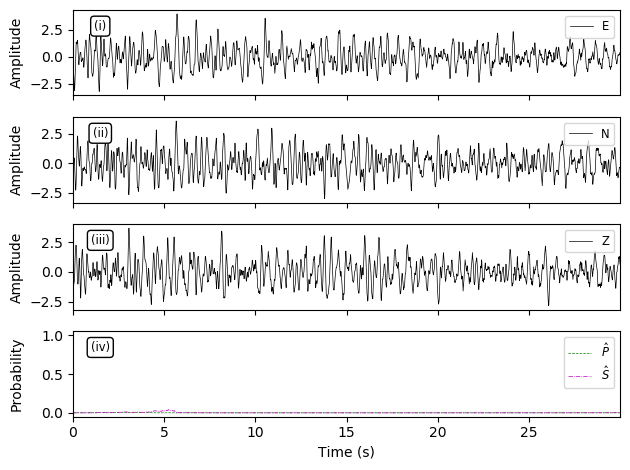 Amplitude
2.5
0.0
−2.5
(i)
E
Amplitude
2.5
0.0
−2.5
(ii)
N
Amplitude
2.5
0.0
−2.5
(iii)
Z
Probability
1.0
0.5
0.0
(iv)
P̂
Ŝ
0 5 10 15 20 25
Time (s)